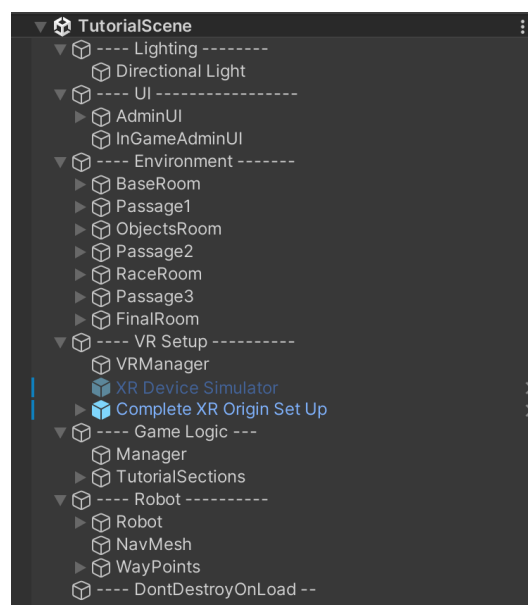 TutorialScene
---- Lighting --------
Directional Light
---- UI -----------------
AdminUI
InGameAdminUI
---- Environment -------
BaseRoom
Passage1
ObjectsRoom
Passage2
RaceRoom
Passage3
FinalRoom
---- VR Setup ----------
VRManager
XR Device Simulator
Complete XR Origin Set Up
---- Game Logic ---
Manager
TutorialSections
---- Robot ----------
Robot
NavMesh
WayPoints
---- DontDestroyOnLoad --